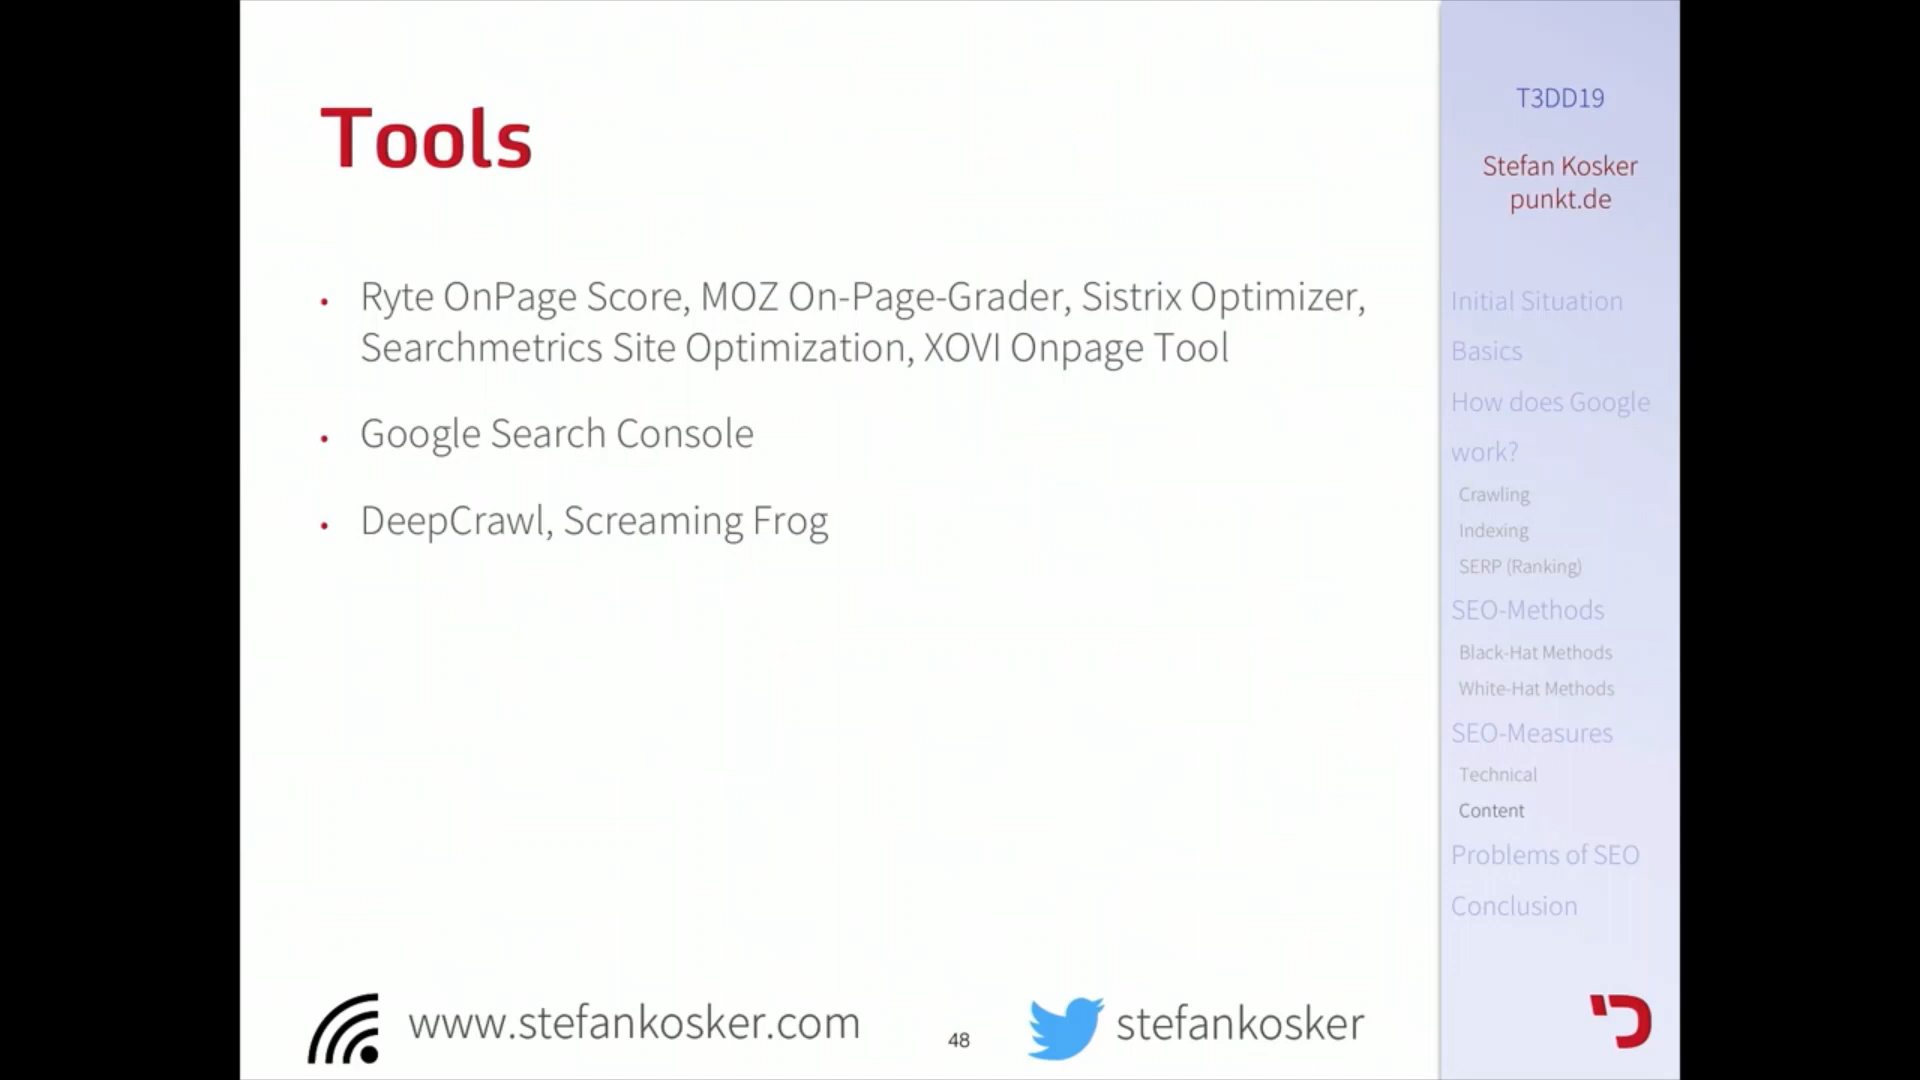 Tools
• Ryte OnPage Score, MOZ On-Page-Grader, Sistrix Optimizer,
Searchmetrics Site Optimization, XOVI Onpage Tool
• Google Search Console
• DeepCrawl, Screaming Frog
www.stefankosker.com
48
stefankosker
T3DD19
Stefan Kosker
punkt.de
Initial Situation
Basics
How does Google
work?
Crawling
Indexing
SERP (Ranking)
SEO-Methods
Black-Hat Methods
White-Hat Methods
SEO-Measures
Technical
Content
Problems of SEO
Conclusion